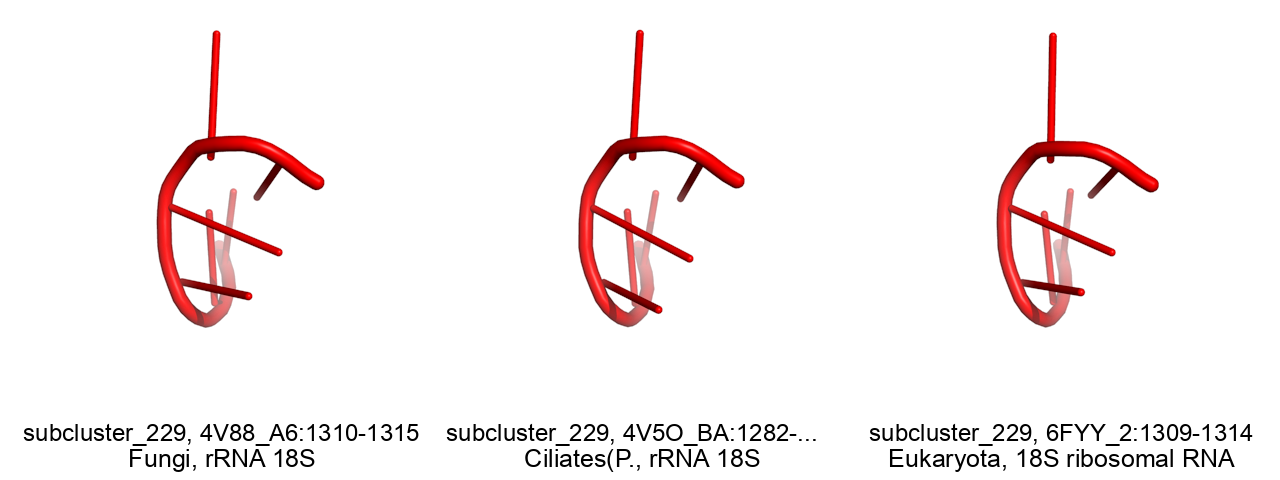 subcluster_229, 4V88_A6:1310-1315
Fungi, rRNA 18S
subcluster_229, 4V5O_BA:1282-...
Ciliates(P., rRNA 18S
subcluster_229, 6FYY_2:1309-1314
Eukaryota, 18S ribosomal RNA